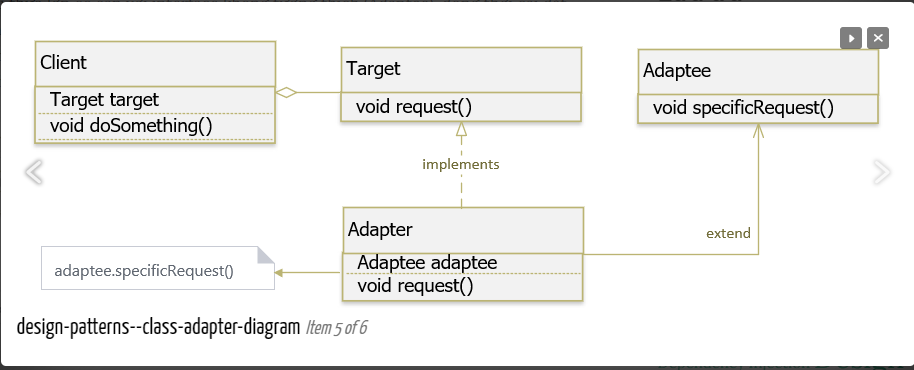 Client
Target target
void doSomething()
Target
void request()
Adaptee
void specificRequest()
implements
extend
Adapter
Adaptee adaptee
void request()
adaptee.specificRequest()
design-patterns--class-adapter-diagram Item 5 of 6